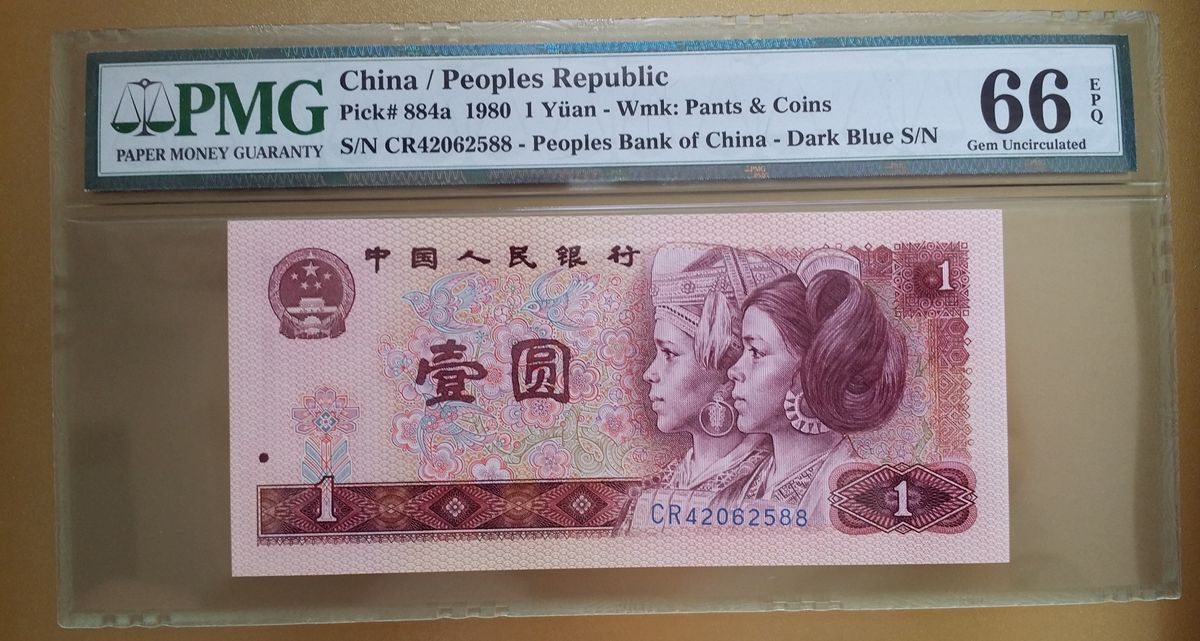 PMG
PAPER MONEY GUARANTY
China / Peoples Republic
Pick# 884a 1980 1 Yüan - Wmk: Pants & Coins
S/N CR42062588 - Peoples Bank of China - Dark Blue S/N
66 EPQ
Gem Uncirculated
中国人民银行
1
壹圆
1
CR42062588
1